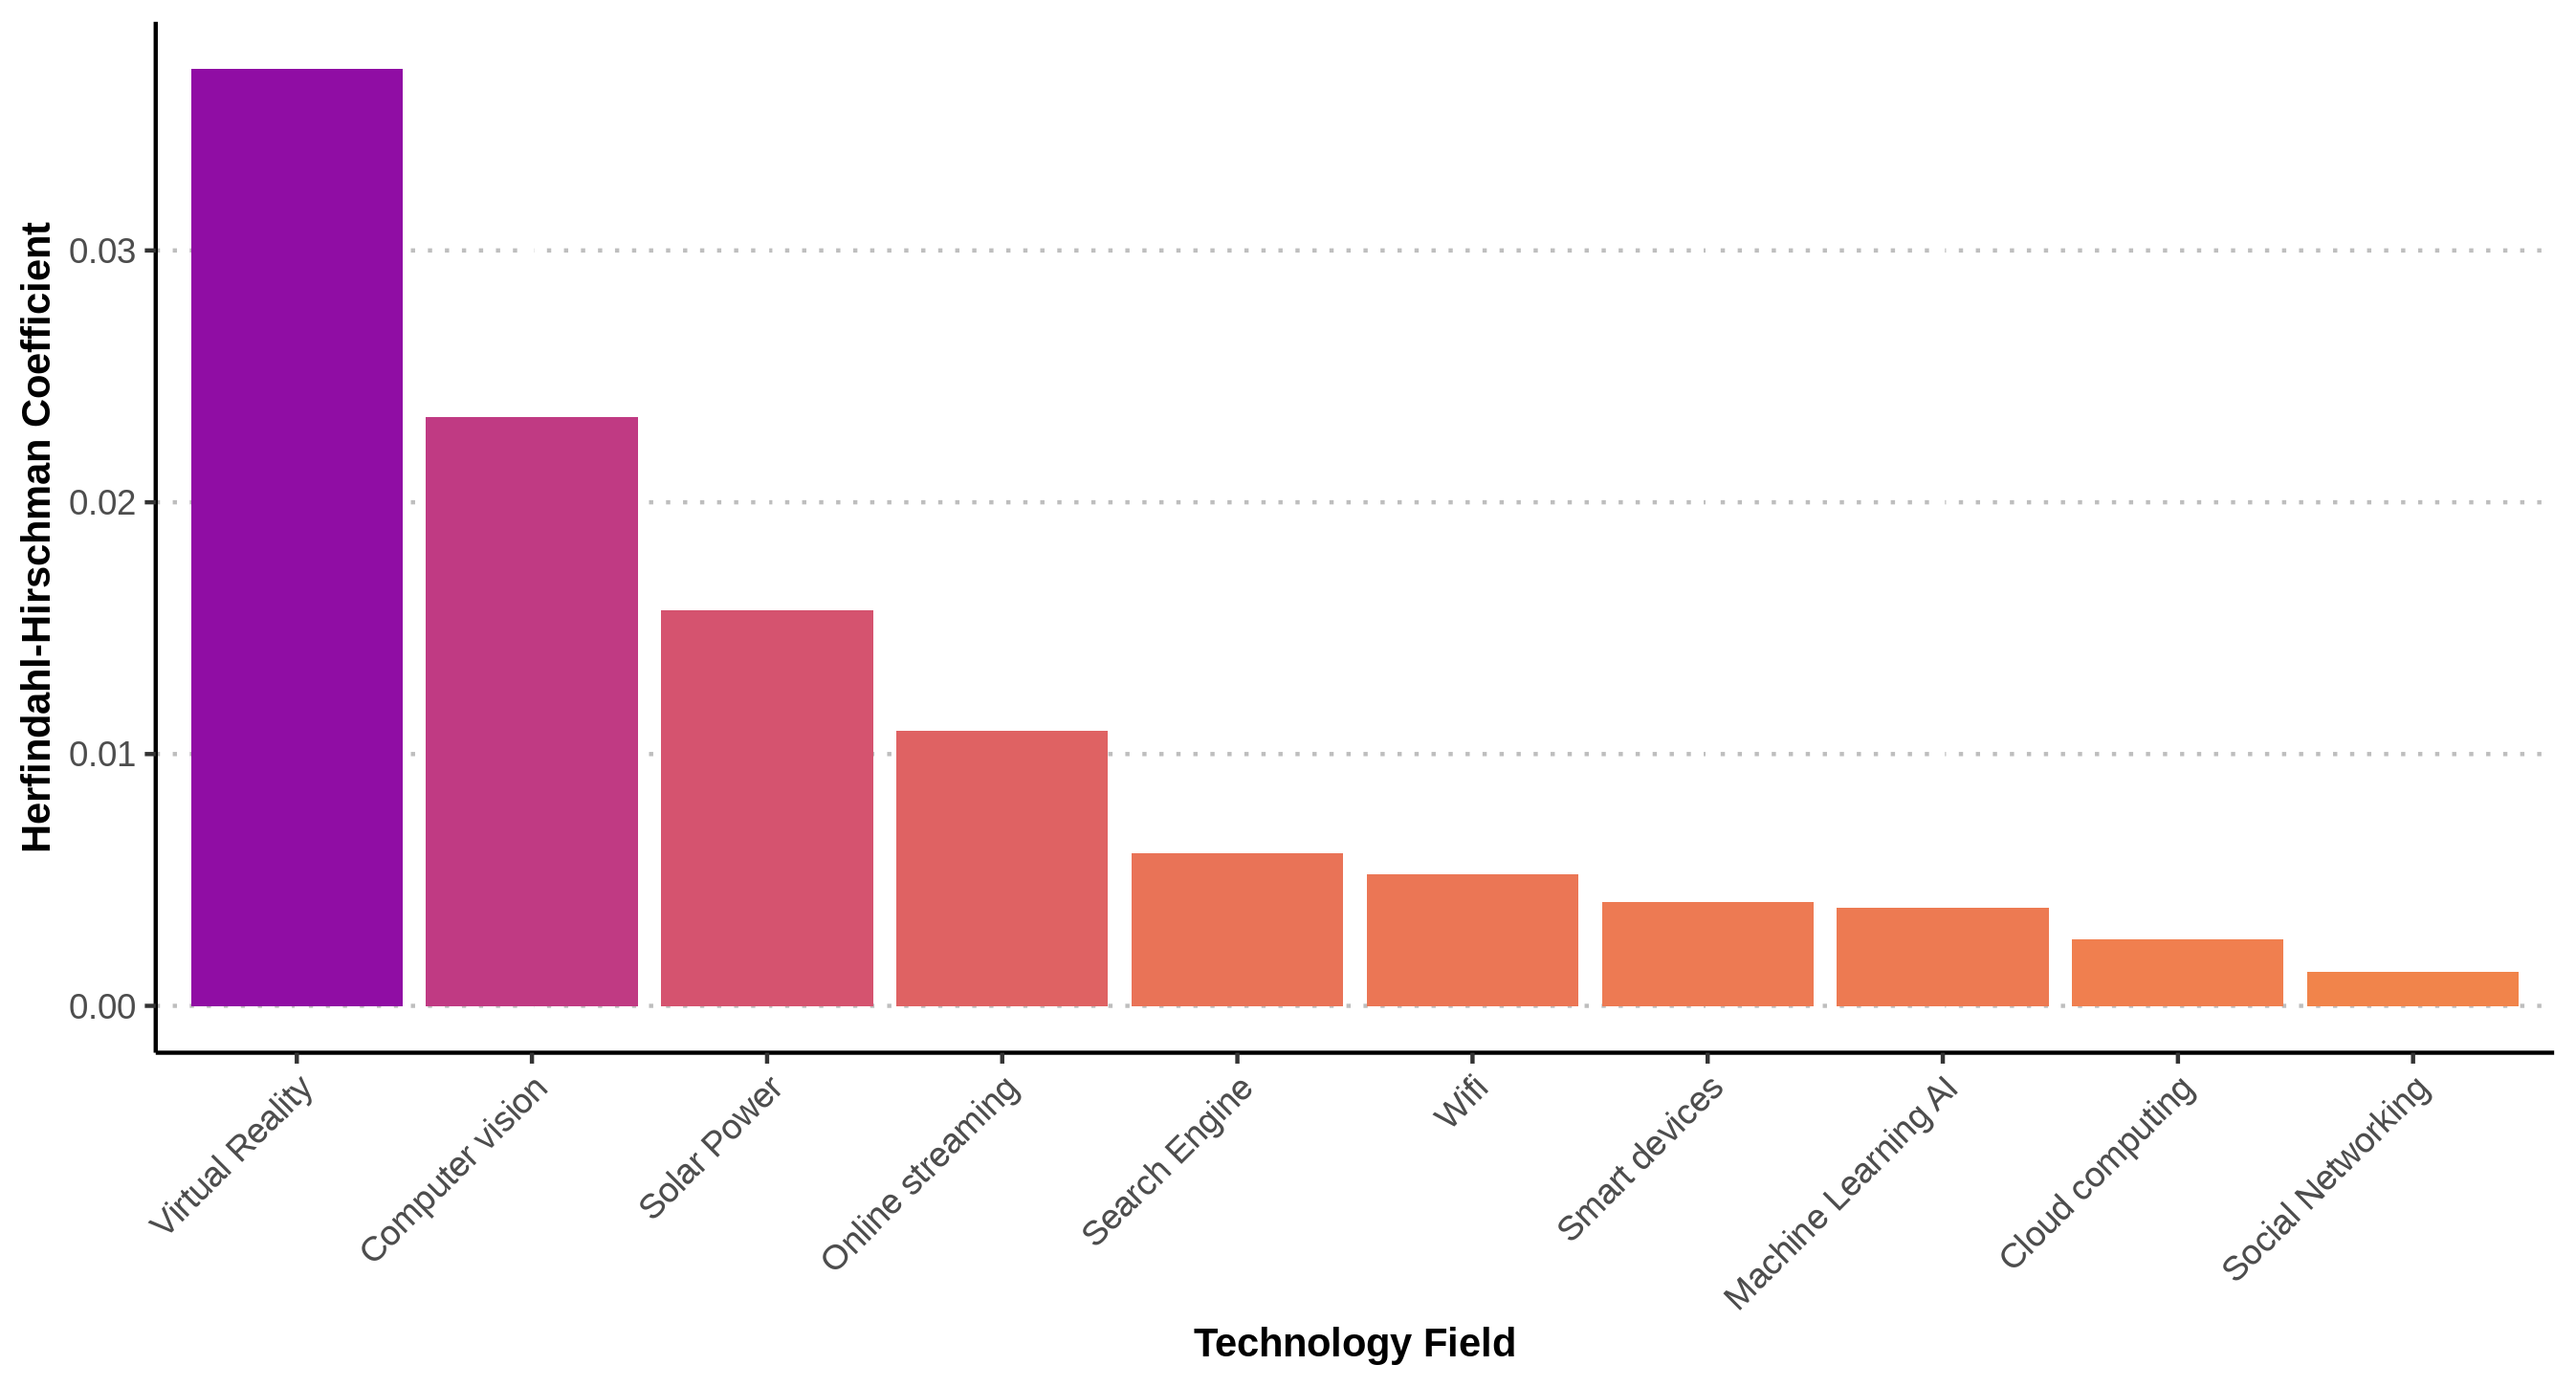 Herfindahl-Hirschman Coefficient
0.03
0.02
0.01
0.00
Virtual Reality
Computer vision
Solar Power
Online streaming
Search Engine
Wifi
Smart devices
Machine Learning AI
Cloud computing
Social Networking
Technology Field